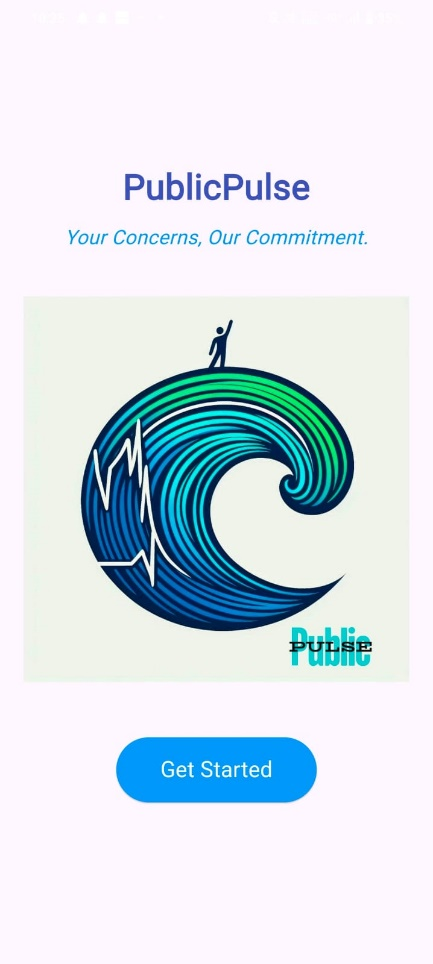 PublicPulse
Your Concerns, Our Commitment.
Public
PULSE
Get Started